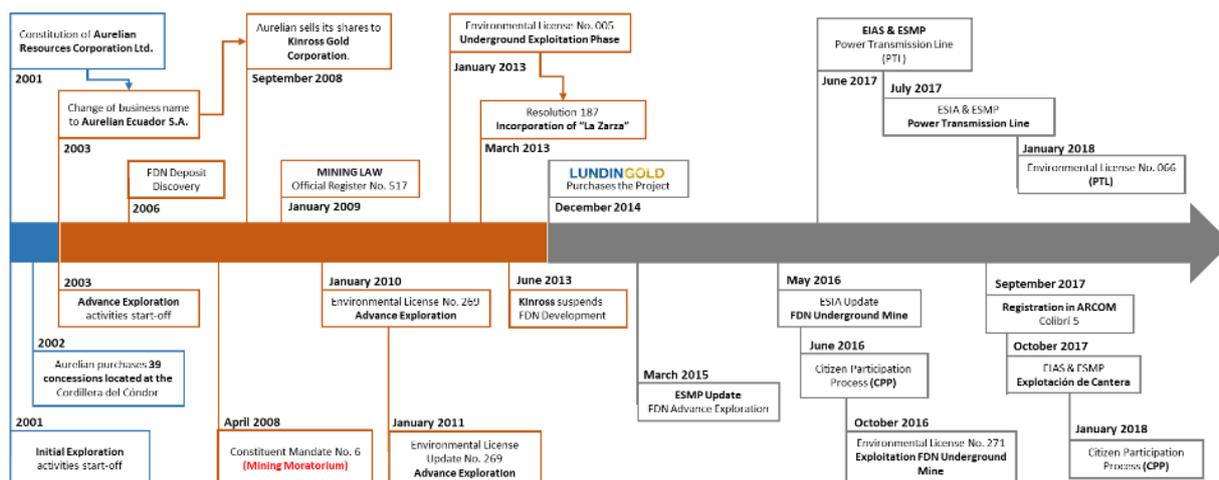 Constitution of Aurelian
Resources Corporation Ltd.
2001
Change of business name
to Aurelian Ecuador S.A.
2003
FDN Deposit
Discovery
2006
Aurelian sells its shares to
Kinross Gold
Corporation.
September 2008
MINING LAW
Official Register No. 517
January 2009
Environmental License No. 005
Underground Exploitation Phase
January 2013
Resolution 187
Incorporation of “La Zarza”
March 2013
LUNDINGOLD
Purchases the Project
December 2014
EIAS & ESMP
Power Transmission Line
(PTL)
June 2017
July 2017
ESIA & ESMP
Power Transmission Line
January 2018
Environmental License No. 066
(PTL)
2003
Advance Exploration
activities start-off
2002
Aurelian purchases 39
concessions located at the
Cordillera del Cóndor
2001
Initial Exploration
activities start-off
April 2008
Constituent Mandate No. 6
(Mining Moratorium)
January 2010
Environmental License No. 269
Advance Exploration
January 2011
Environmental License
Update No. 269
Advance Exploration
June 2013
Kinross suspends
FDN Development
March 2015
ESMP Update
FDN Advance Exploration
May 2016
ESIA Update
FDN Underground Mine
June 2016
Citizen Participation
Process (CPP)
October 2016
Environmental License No. 271
Exploitation FDN Underground
Mine
September 2017
Registration in ARCOM
Colibrí 5
October 2017
EIAS & ESMP
Explotación de Cantera
January 2018
Citizen Participation
Process (CPP)